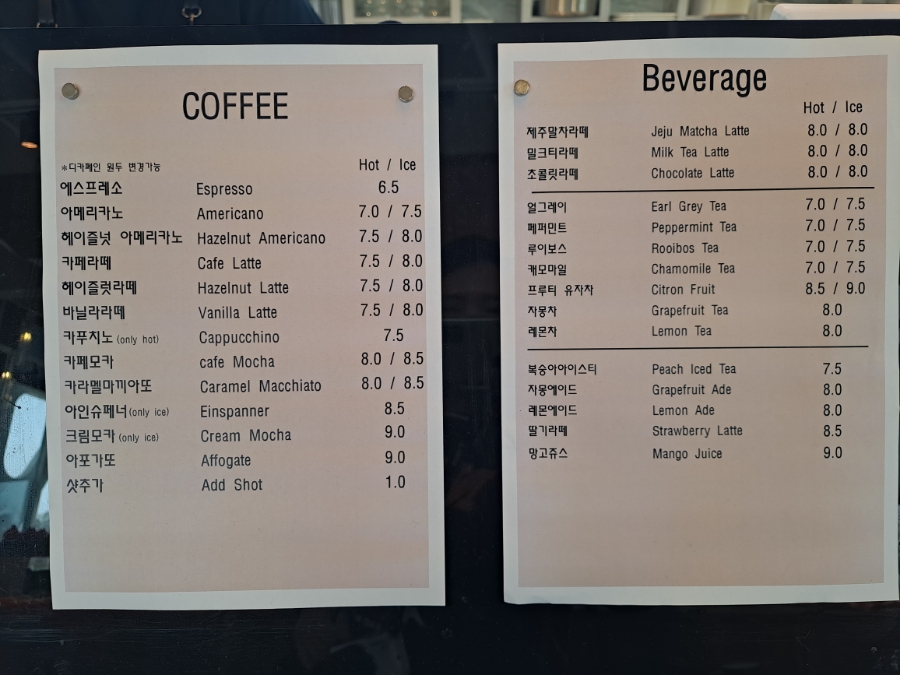 COFFEE
*디카페인 원두 변경가능 Hot / Ice
에스프레소 Espresso 6.5
아메리카노 Americano 7.0 / 7.5
헤이즐넛 아메리카노 Hazelnut Americano 7.5 / 8.0
카페라떼 Cafe Latte 7.5 / 8.0
헤이즐럿라떼 Hazelnut Latte 7.5 / 8.0
바닐라라떼 Vanilla Latte 7.5 / 8.0
카푸치노 (only hot) Cappucchino 7.5
카페모카 cafe Mocha 8.0 / 8.5
카라멜마끼아또 Caramel Macchiato 8.0 / 8.5
아인슈페너 (only ice) Einspanner 8.5
크림모카 (only ice) Cream Mocha 9.0
아포가또 Affogate 9.0
샷추가 Add Shot 1.0
Beverage
Hot / Ice
제주말차라떼 Jeju Matcha Latte 8.0 / 8.0
밀크티라떼 Milk Tea Latte 8.0 / 8.0
초콜릿라떼 Chocolate Latte 8.0 / 8.0
얼그레이 Earl Grey Tea 7.0 / 7.5
페퍼민트 Peppermint Tea 7.0 / 7.5
루이보스 Rooibos Tea 7.0 / 7.5
캐모마일 Chamomile Tea 7.0 / 7.5
프루티 유자차 Citron Fruit 8.5 / 9.0
자몽차 Grapefruit Tea 8.0
레몬차 Lemon Tea 8.0
복숭아아이스티 Peach Iced Tea 7.5
자몽에이드 Grapefruit Ade 8.0
레몬에이드 Lemon Ade 8.0
딸기라떼 Strawberry Latte 8.5
망고쥬스 Mango Juice 9.0